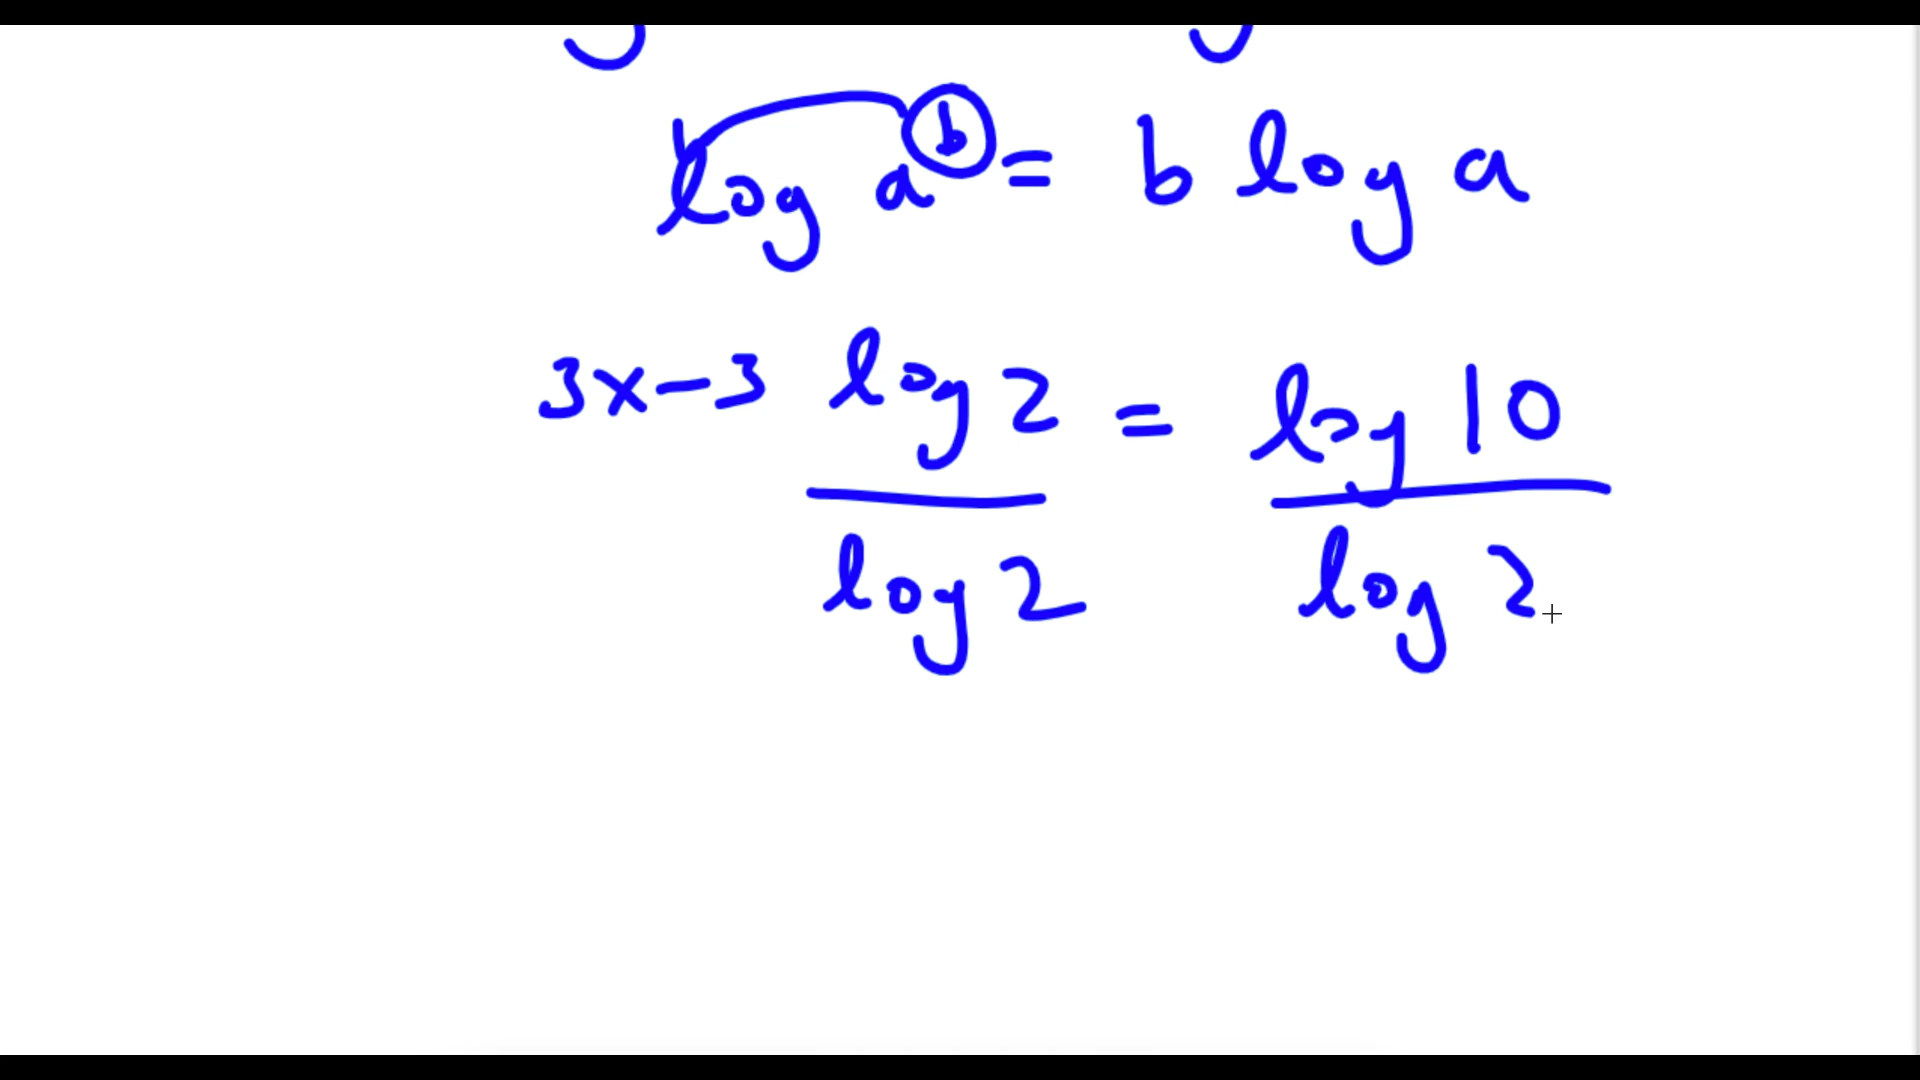 log a^b = b log a
3x-3 log 2 = log 10
log 2 log 2